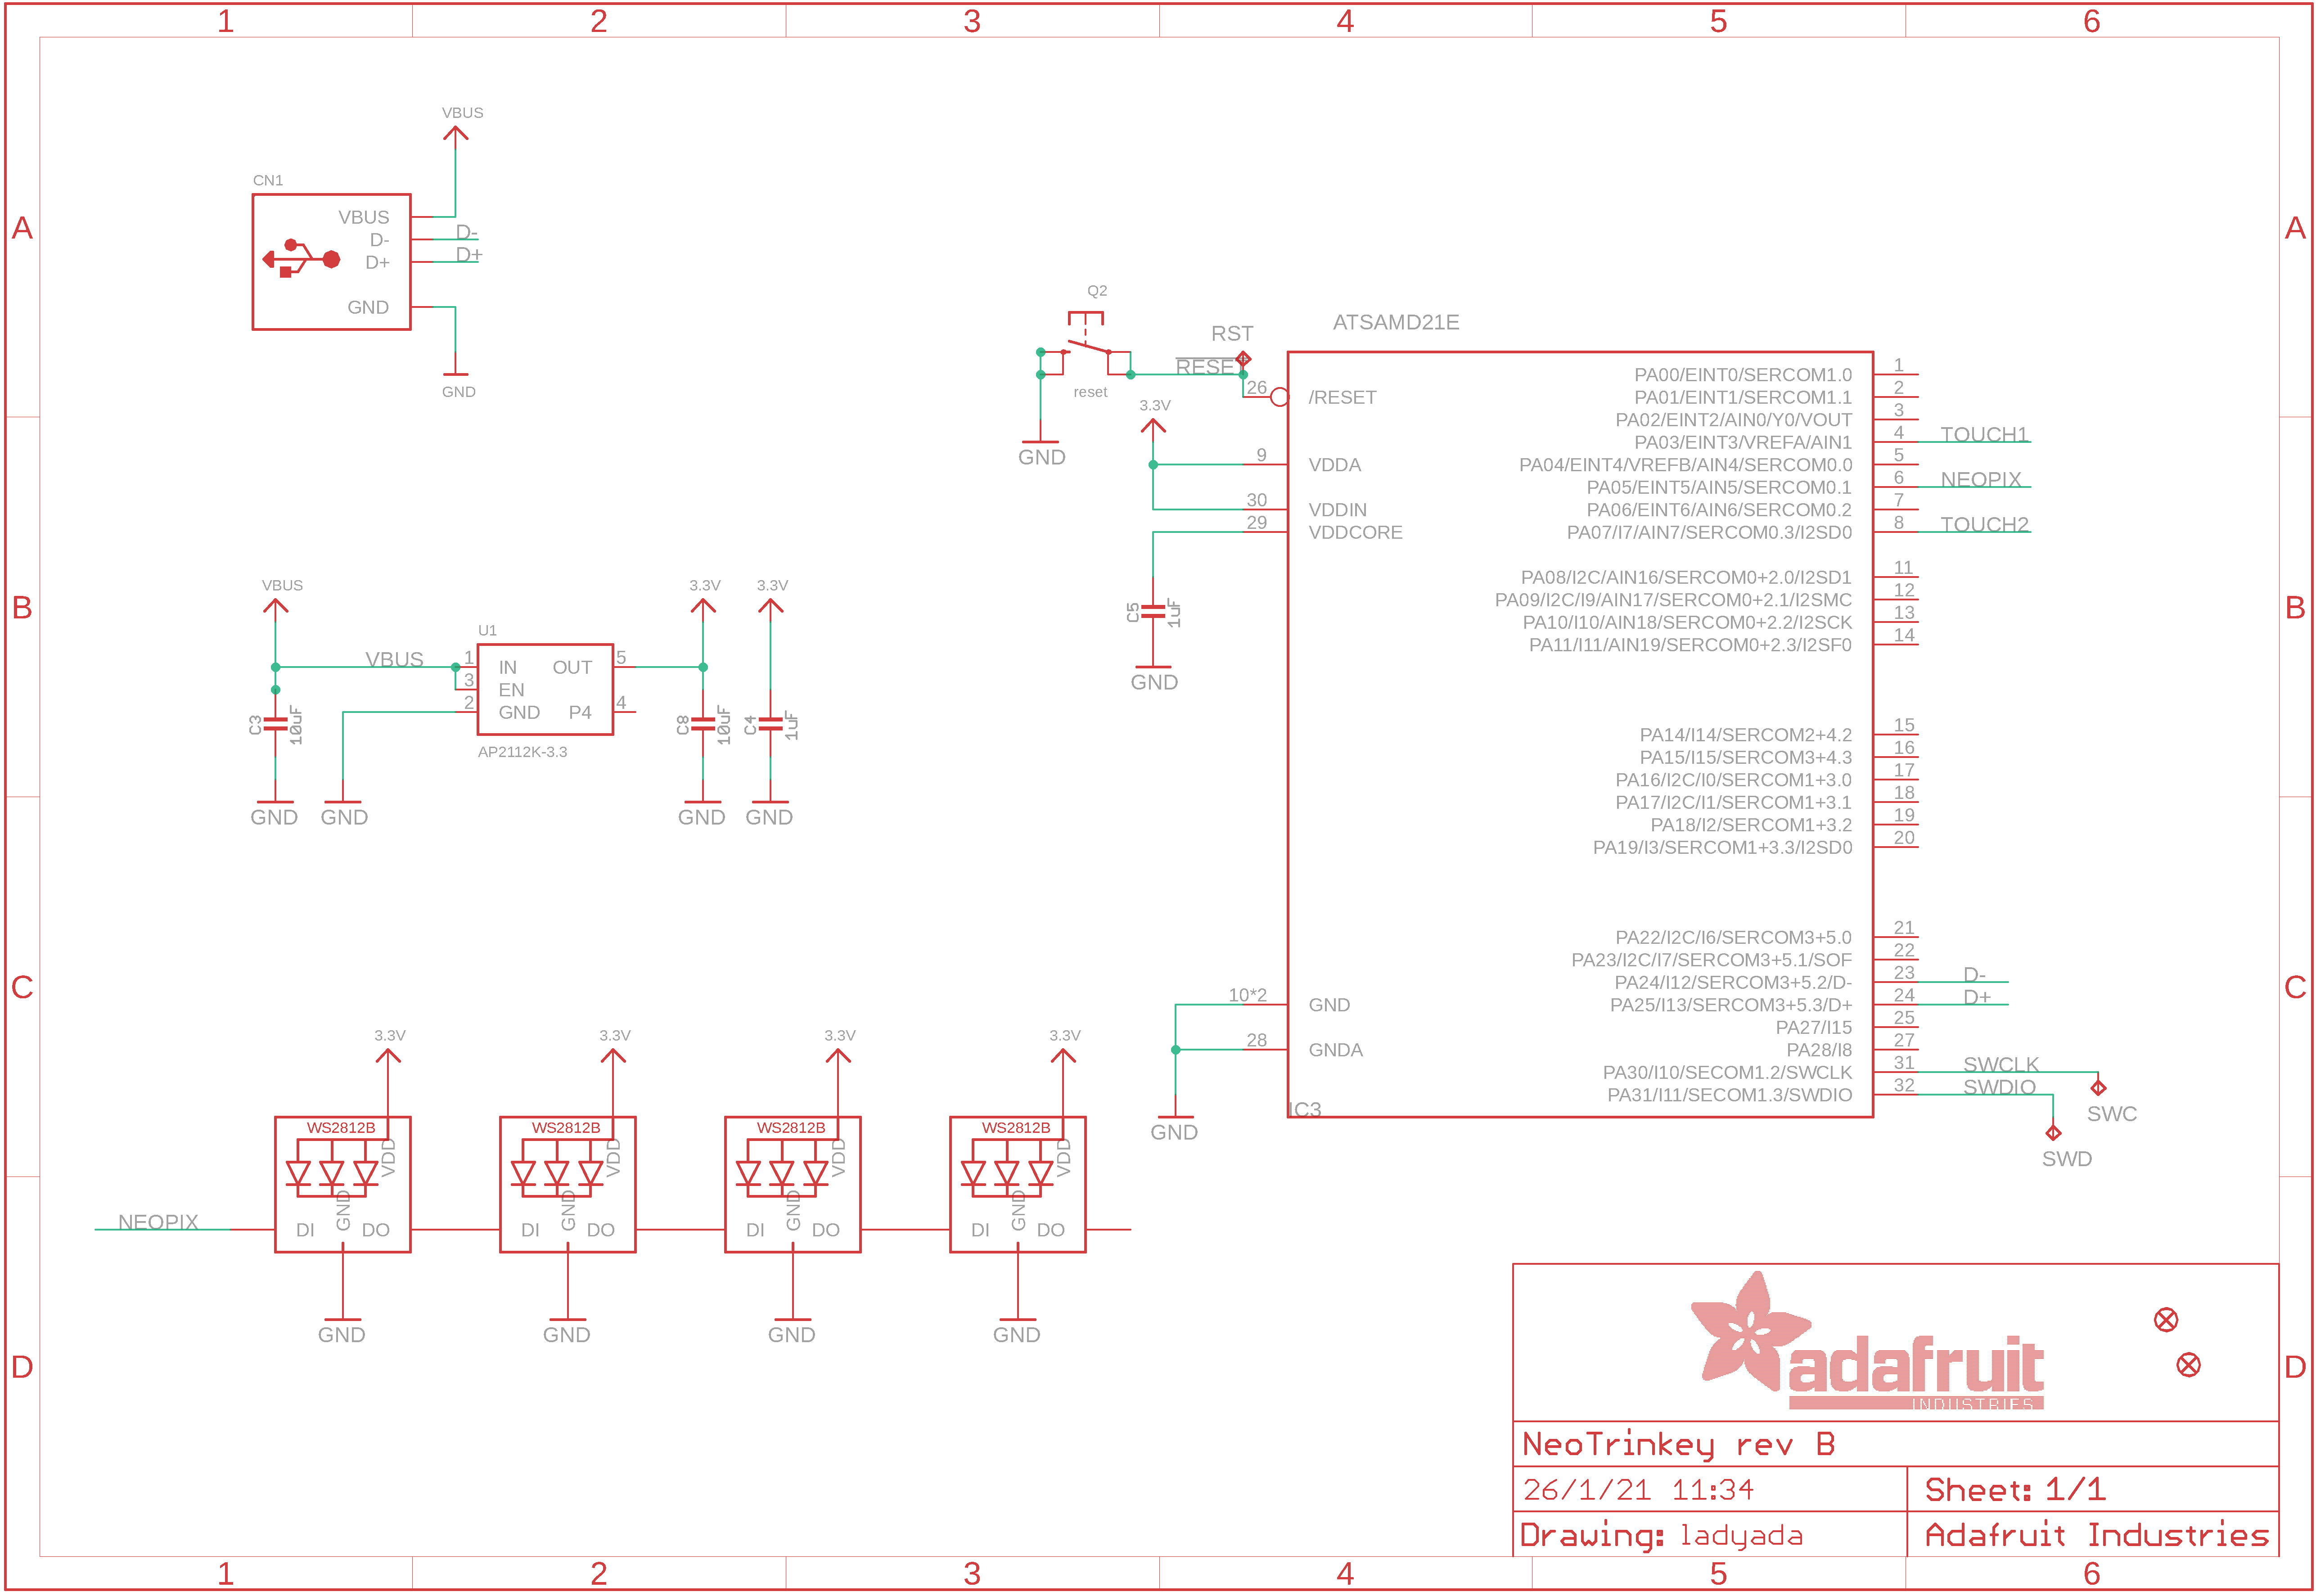 1 2 3 4 5 6
A A
B B
C C
D D
VBUS
CN1
VBUS
D-
D+
GND
D-
D+
GND
Q2
reset
RST
RESE
GND
3.3V
ATSAMD21E
26 /RESET
9 VDDA
30 VDDIN
29 VDDCORE
C5 1uF
GND
10*2 GND
28 GNDA
GND
IC3
PA00/EINT0/SERCOM1.0 1
PA01/EINT1/SERCOM1.1 2
PA02/EINT2/AIN0/Y0/VOUT 3
PA03/EINT3/VREFA/AIN1 4 TOUCH1
PA04/EINT4/VREFB/AIN4/SERCOM0.0 5
PA05/EINT5/AIN5/SERCOM0.1 6 NEOPIX
PA06/EINT6/AIN6/SERCOM0.2 7
PA07/I7/AIN7/SERCOM0.3/I2SD0 8 TOUCH2
PA08/I2C/AIN16/SERCOM0+2.0/I2SD1 11
PA09/I2C/I9/AIN17/SERCOM0+2.1/I2SMC 12
PA10/I10/AIN18/SERCOM0+2.2/I2SCK 13
PA11/I11/AIN19/SERCOM0+2.3/I2SF0 14
PA14/I14/SERCOM2+4.2 15
PA15/I15/SERCOM3+4.3 16
PA16/I2C/I0/SERCOM1+3.0 17
PA17/I2C/I1/SERCOM1+3.1 18
PA18/I2/SERCOM1+3.2 19
PA19/I3/SERCOM1+3.3/I2SD0 20
PA22/I2C/I6/SERCOM3+5.0 21
PA23/I2C/I7/SERCOM3+5.1/SOF 22
PA24/I12/SERCOM3+5.2/D- 23 D-
PA25/I13/SERCOM3+5.3/D+ 24 D+
PA27/I15 25
PA28/I8 27
PA30/I10/SECOM1.2/SWCLK 31 SWCLK
PA31/I11/SECOM1.3/SWDIO 32 SWDIO
SWC
SWD
VBUS 3.3V 3.3V
U1
VBUS 1 IN OUT 5
3 EN
2 GND P4 4
C3 10uF C8 10uF C4 1uF
AP2112K-3.3
GND GND GND GND
3.3V 3.3V 3.3V 3.3V
WS2812B WS2812B WS2812B WS2812B
VDD VDD VDD VDD
GND GND GND GND
NEOPIX DI DO DI DO DI DO DI DO
GND GND GND GND
adafruit
INDUSTRIES
NeoTrinkey rev B
26/1/21 11:34 Sheet: 1/1
Drawing: ladyada Adafruit Industries
1 2 3 4 5 6